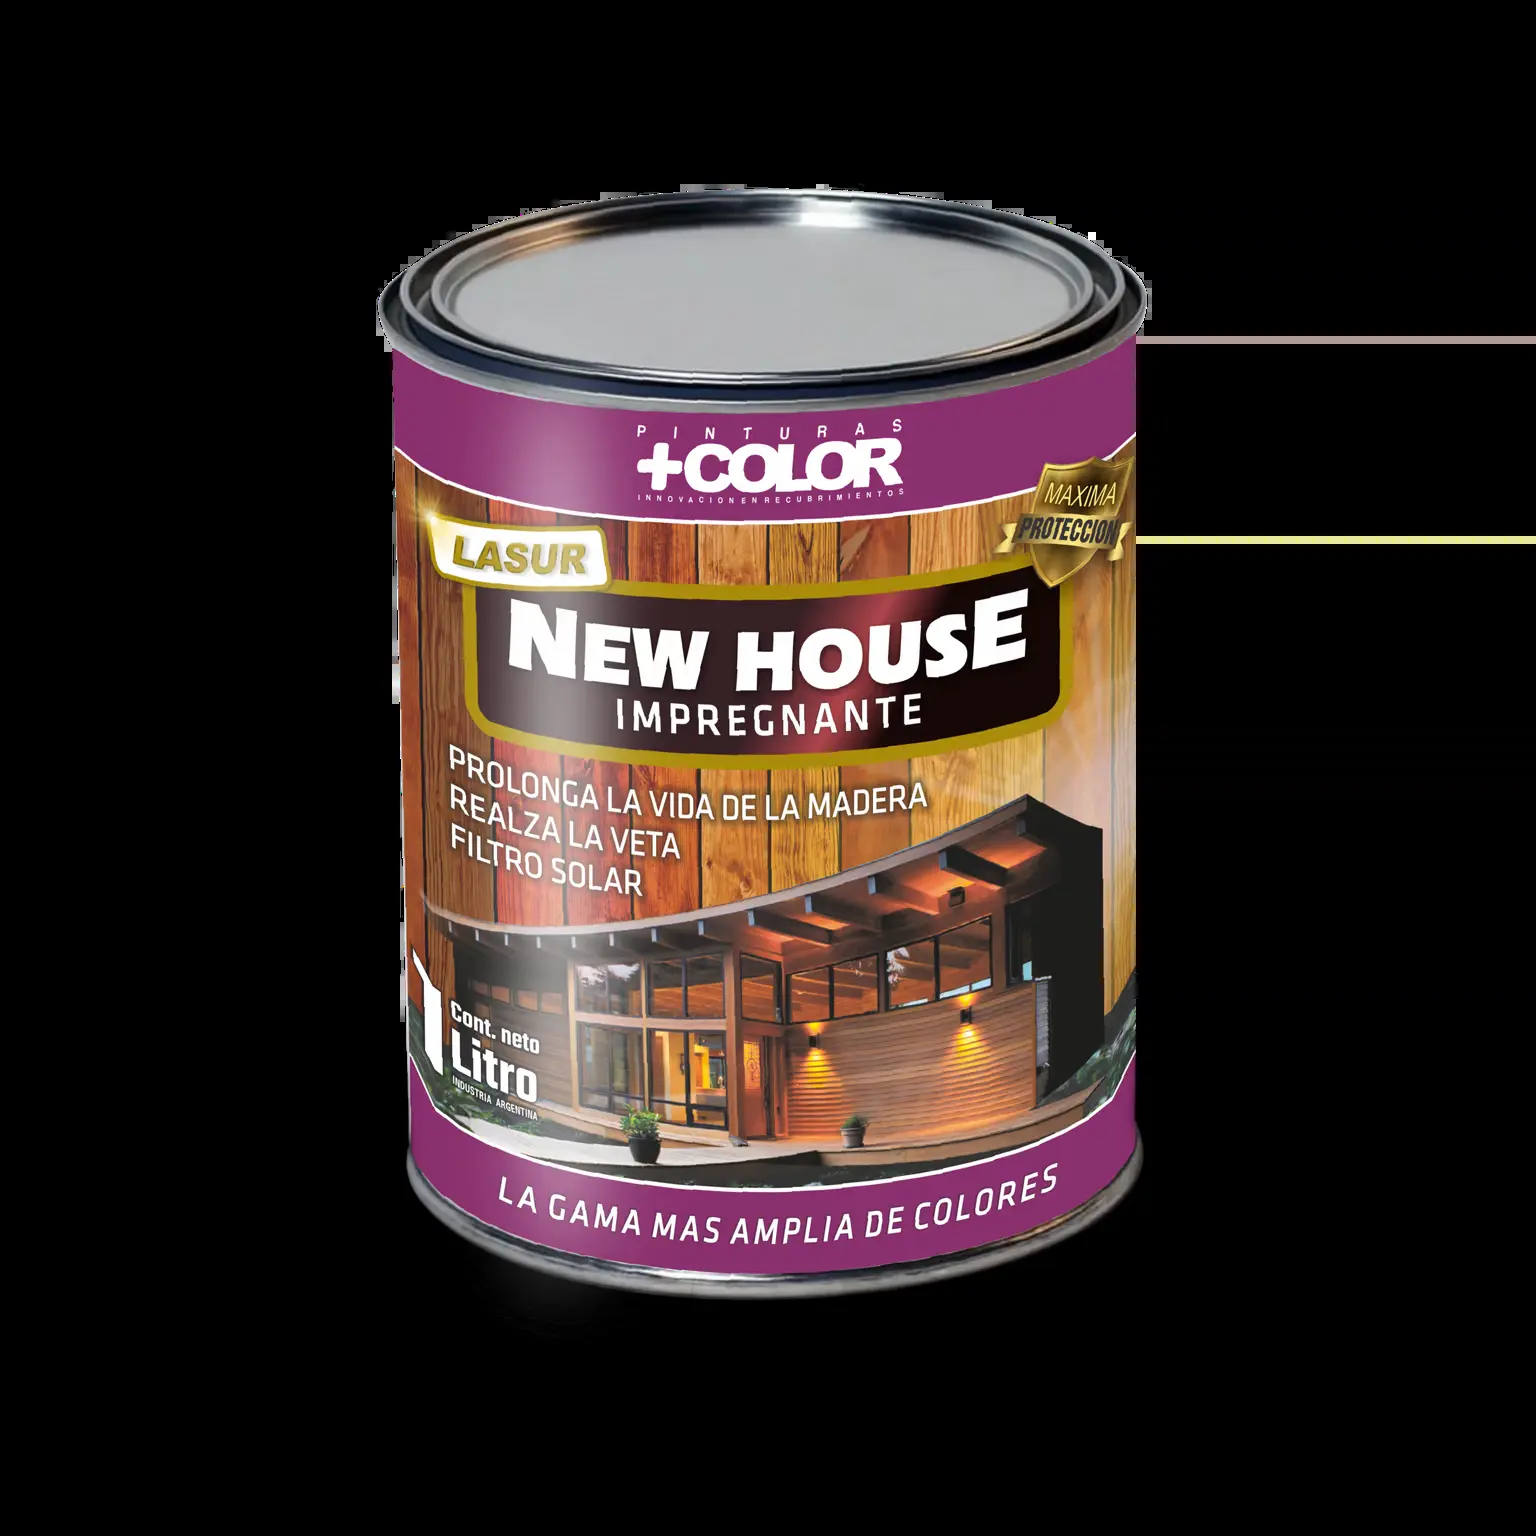 PINTURAS
+COLOR
INNOVACION EN RECUBRIMIENTOS
MAXIMA
PROTECCION
LASUR
NEW HOUSE
IMPREGNANTE
PROLONGA LA VIDA DE LA MADERA
REALZA LA VETA
FILTRO SOLAR
1 Cont. neto
Litro
INDUSTRIA ARGENTINA
LA GAMA MAS AMPLIA DE COLORES